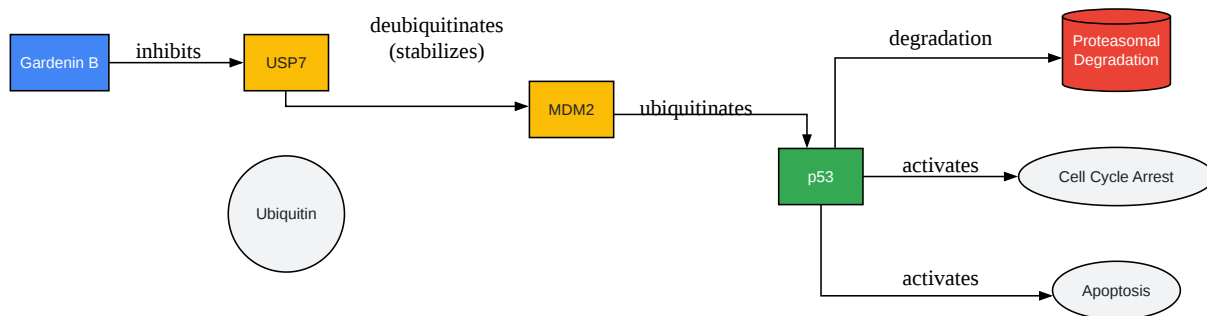 Gardenin B
inhibits
USP7
deubiquitinates
(stabilizes)
MDM2
ubiquitinates
p53
degradation
Proteasomal
Degradation
activates
Cell Cycle Arrest
activates
Apoptosis
Ubiquitin